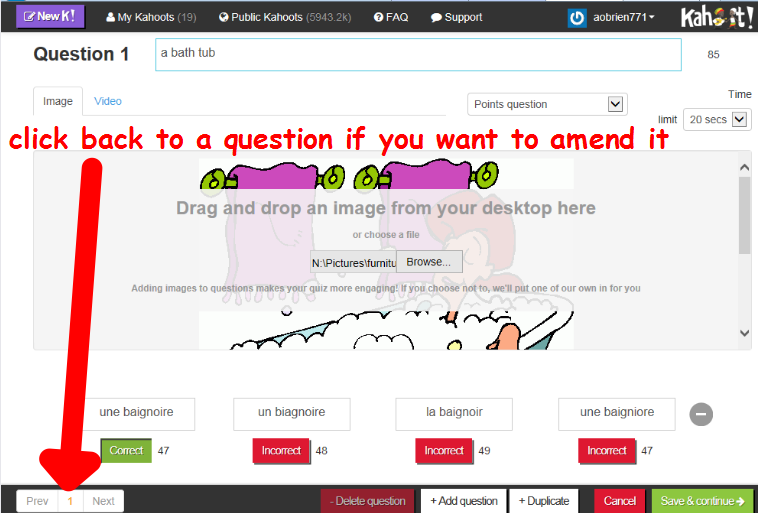 New K! My Kahoots (19) Public Kahoots (5943.2k) FAQ Support aobrien771 Kahoot!
Question 1 a bath tub 85
Image Video Points question Time
limit 20 secs
click back to a question if you want to amend it
Drag and drop an image from your desktop here
or choose a file
N:\Pictures\furnitu Browse...
Adding images to questions makes your quiz more engaging! If you choose not to, we'll put one of our own in for you
une baignoire un biagnoire la baignoir une baigniore
Correct 47 Incorrect 48 Incorrect 49 Incorrect 47
Prev 1 Next - Delete question + Add question + Duplicate Cancel Save & continue